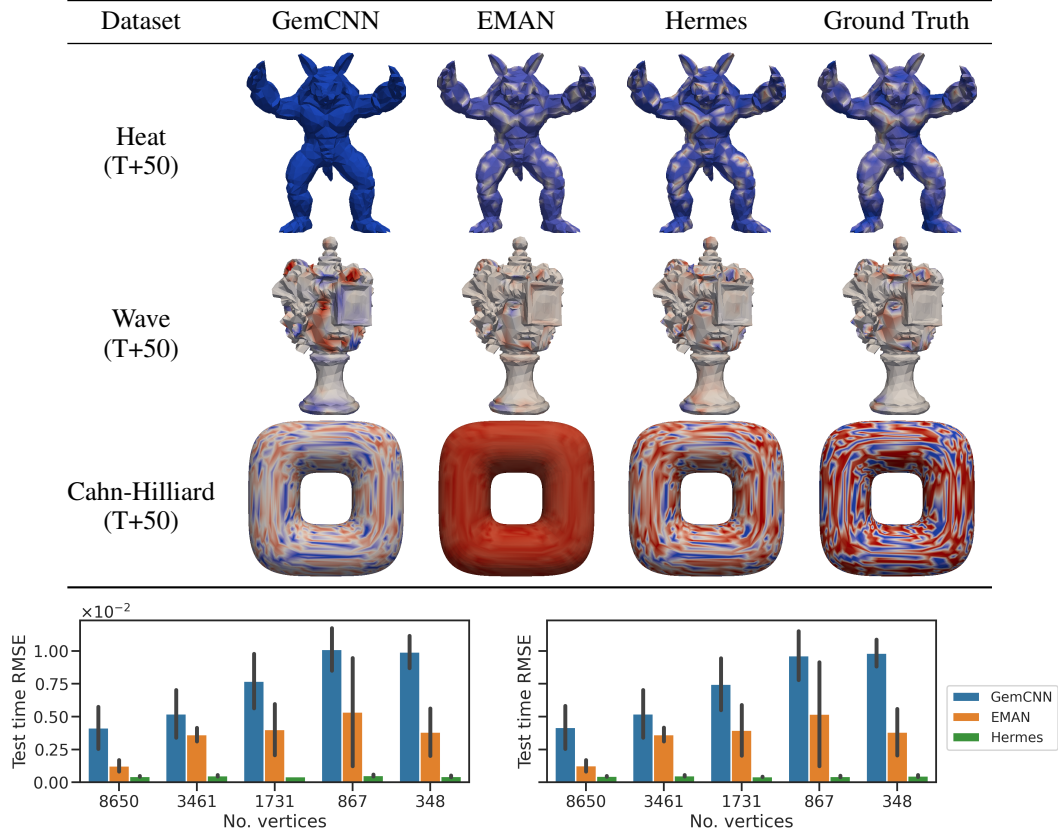 Dataset GemCNN EMAN Hermes Ground Truth
Heat
(T+50)
Wave
(T+50)
Cahn-Hilliard
(T+50)
×10⁻²
Test time RMSE
1.00
0.75
0.50
0.25
0.00
8650 3461 1731 867 348
No. vertices
Test time RMSE
8650 3461 1731 867 348
No. vertices
GemCNN
EMAN
Hermes